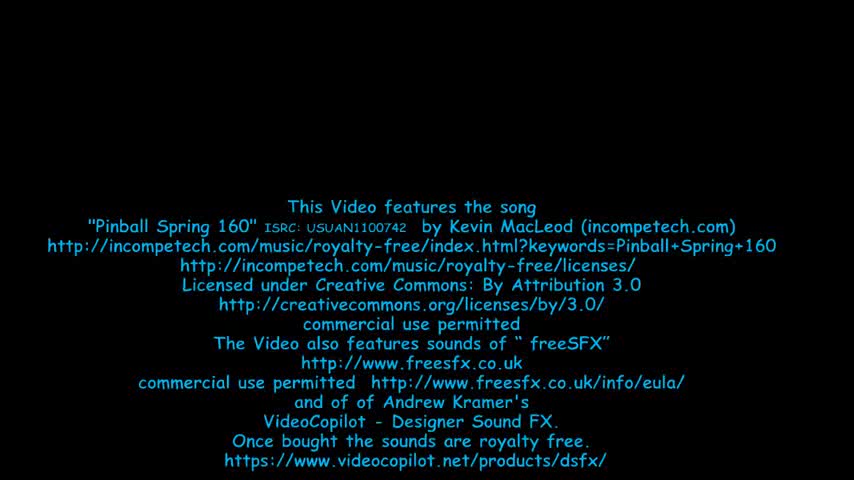 This Video features the song
"Pinball Spring 160" ISRC: USUAN1100742 by Kevin MacLeod (incompetech.com)
http://incompetech.com/music/royalty-free/index.html?keywords=Pinball+Spring+160
http://incompetech.com/music/royalty-free/licenses/
Licensed under Creative Commons: By Attribution 3.0
http://creativecommons.org/licenses/by/3.0/
commercial use permitted
The Video also features sounds of “ freeSFX”
http://www.freesfx.co.uk
commercial use permitted http://www.freesfx.co.uk/info/eula/
and of of Andrew Kramer's
VideoCopilot - Designer Sound FX.
Once bought the sounds are royalty free.
https://www.videocopilot.net/products/dsfx/